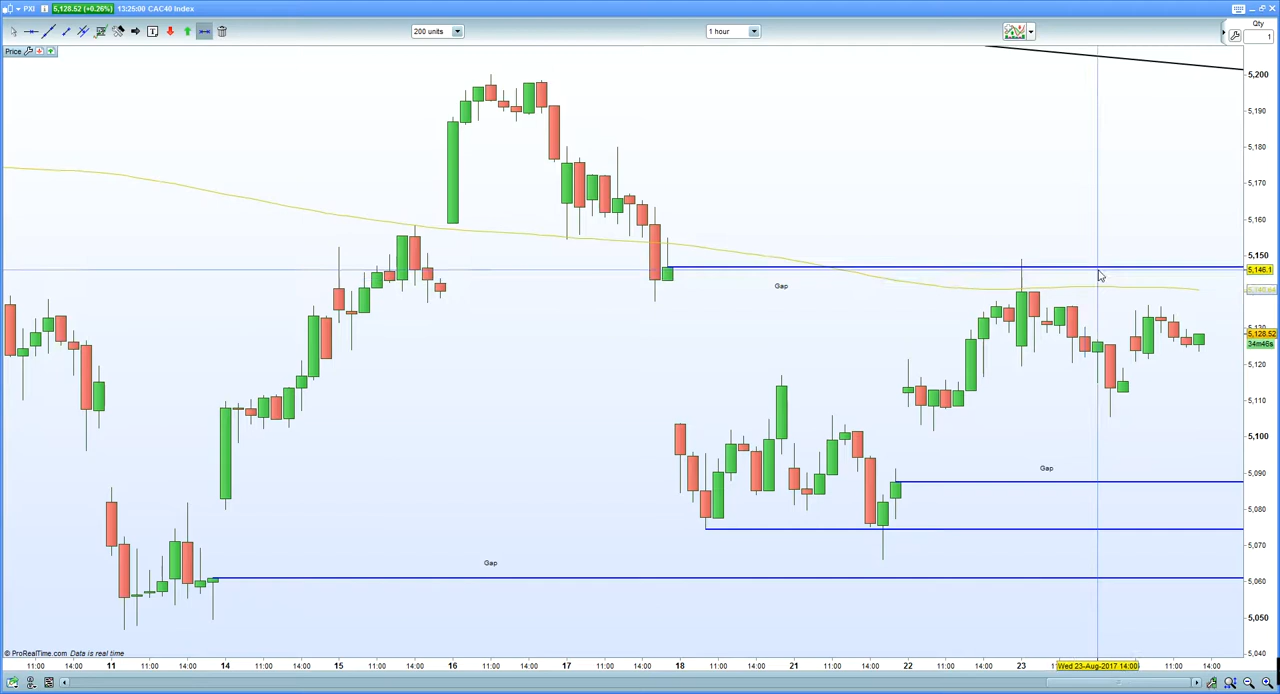 PXI 5,128.52 (+0.26%) 13:25:00 CAC40 Index
200 units
1 hour
Qty
1
Price
5,200
5,190
5,180
5,170
5,160
5,150
5,146.1
Gap
5,128.52
34m46s
5,120
5,110
5,100
5,090
Gap
5,080
5,070
Gap
5,060
5,050
5,040
© ProRealTime.com Data is real time
11:00 14:00 11 11:00 14:00 14 11:00 14:00 15 11:00 14:00 16 11:00 14:00 17 11:00 14:00 18 11:00 14:00 21 11:00 14:00 22 11:00 14:00 23 Wed 23-Aug-2017 14:00 11:00 14:00